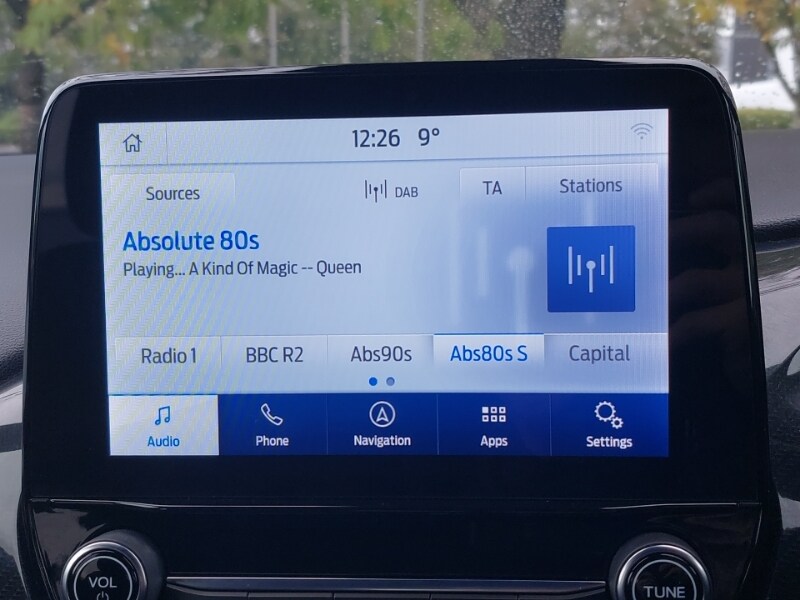 12:26 9°
Sources
DAB
TA
Stations
Absolute 80s
Playing... A Kind Of Magic -- Queen
Radio 1
BBC R2
Abs90s
Abs80s S
Capital
Audio
Phone
Navigation
Apps
Settings
VOL
TUNE